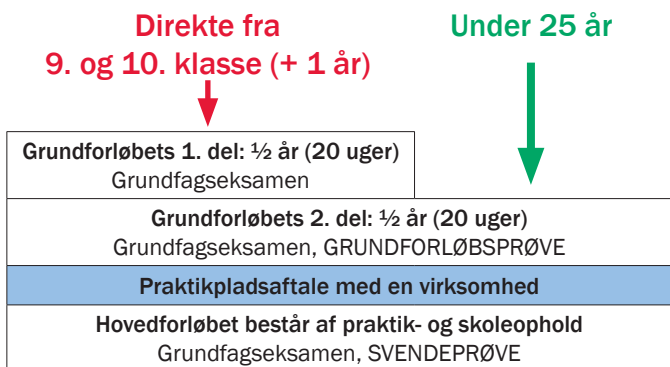 Direkte fra
9. og 10. klasse (+ 1 år)
Under 25 år
Grundforløbets 1. del: ½ år (20 uger)
Grundfagseksamen
Grundforløbets 2. del: ½ år (20 uger)
Grundfagseksamen, GRUNDFORLØBSPRØVE
Praktikpladsaftale med en virksomhed
Hovedforløbet består af praktik- og skoleophold
Grundfagseksamen, SVENDEPRØVE